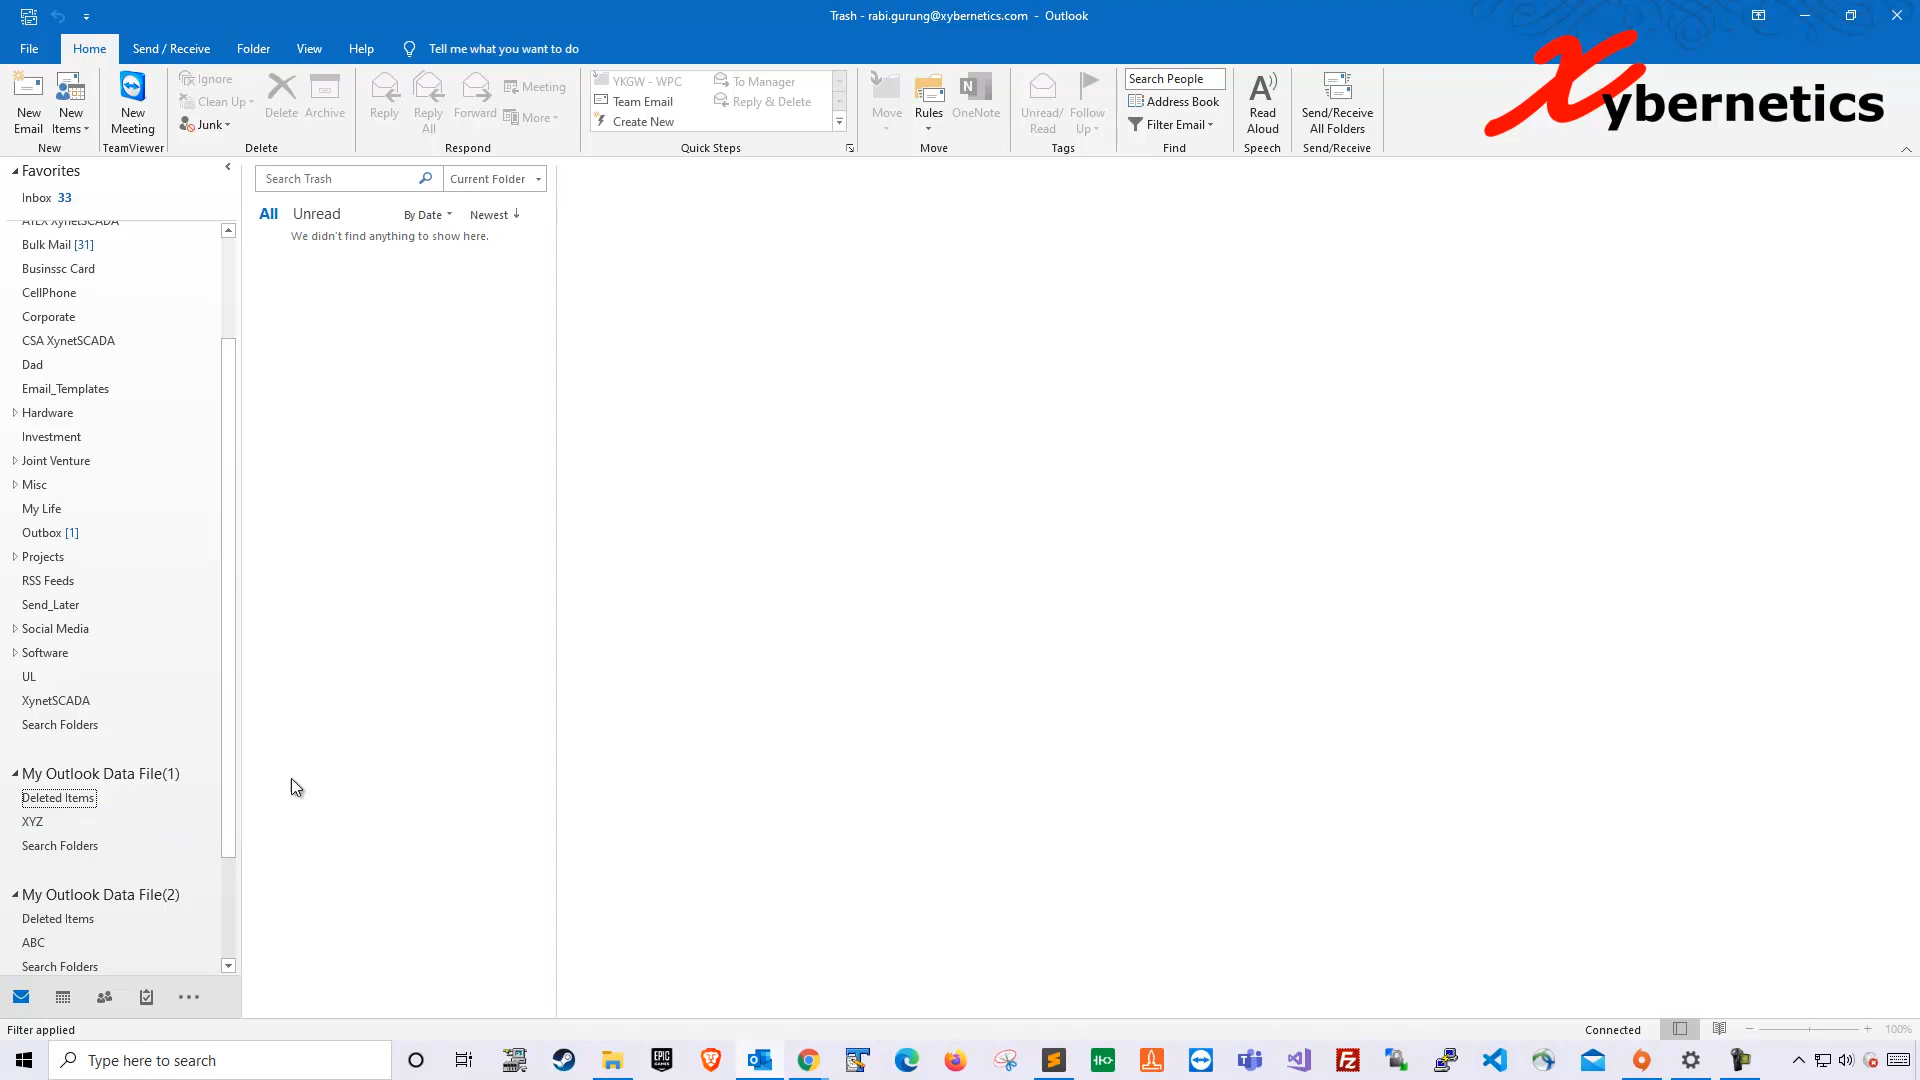 Trash - rabi.gurung@xybernetics.com - Outlook
File Home Send / Receive Folder View Help Tell me what you want to do
New Email
New Items
New
New Meeting
TeamViewer
Ignore
Clean Up
Junk
Delete
Archive
Delete
Reply
Reply All
Forward
Meeting
More
Respond
YKGW - WPC
To Manager
Team Email
Reply & Delete
Create New
Quick Steps
Move
Rules
OneNote
Move
Unread/ Read
Follow Up
Tags
Search People
Address Book
Filter Email
Find
Read Aloud
Speech
Send/Receive All Folders
Send/Receive
Xybernetics
Favorites
Inbox 33
ATEX XynetSCADA
Bulk Mail [31]
Businssc Card
CellPhone
Corporate
CSA XynetSCADA
Dad
Email_Templates
Hardware
Investment
Joint Venture
Misc
My Life
Outbox [1]
Projects
RSS Feeds
Send_Later
Social Media
Software
UL
XynetSCADA
Search Folders
My Outlook Data File(1)
Deleted Items
XYZ
Search Folders
My Outlook Data File(2)
Deleted Items
ABC
Search Folders
Search Trash
Current Folder
All Unread By Date Newest
We didn't find anything to show here.
Filter applied
Connected
100%
Type here to search
EPIC GAMES